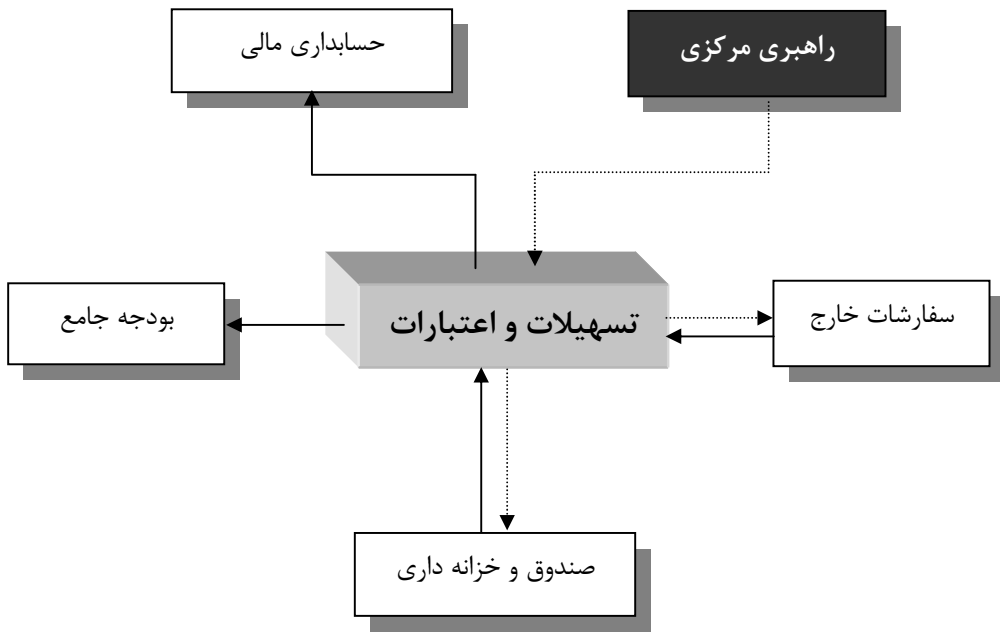 راهبری مرکزی
حسابداری مالی
سفارشات خارج
تسهیلات و اعتبارات
بودجه جامع
صندوق و خزانه داری